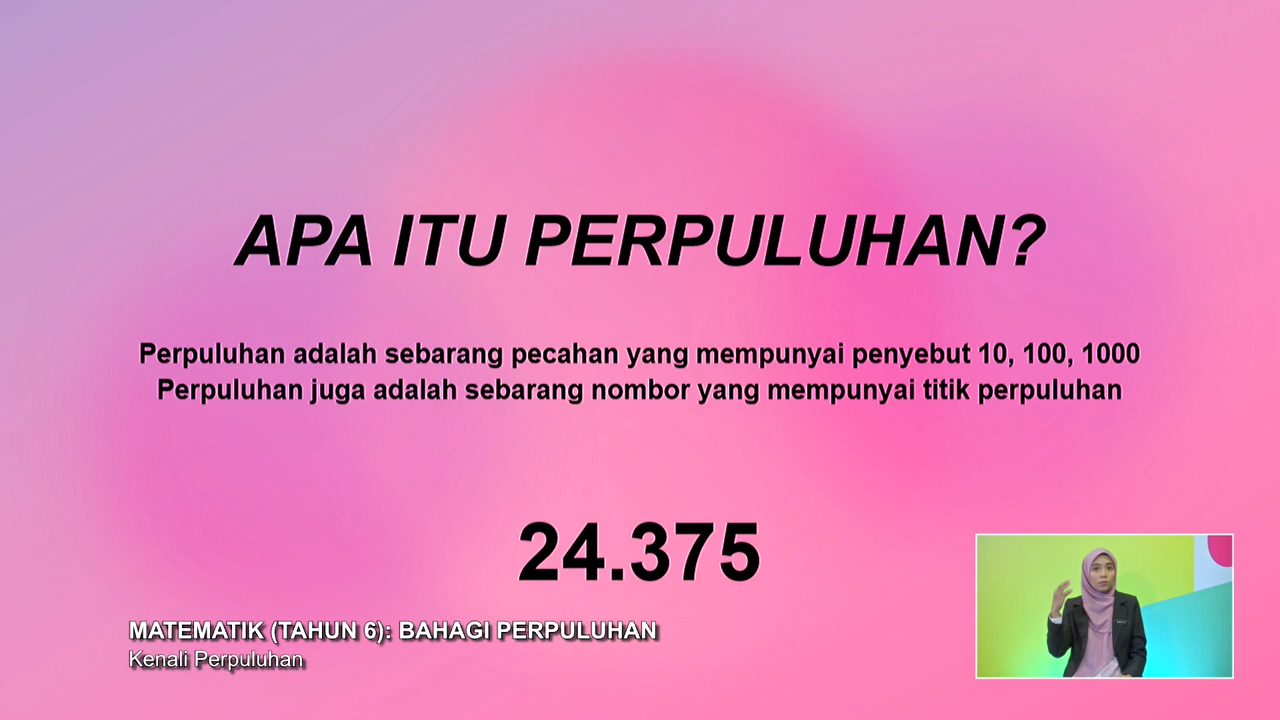 APA ITU PERPULUHAN?
Perpuluhan adalah sebarang pecahan yang mempunyai penyebut 10, 100, 1000
Perpuluhan juga adalah sebarang nombor yang mempunyai titik perpuluhan
24.375
MATEMATIK (TAHUN 6): BAHAGI PERPULUHAN
Kenali Perpuluhan